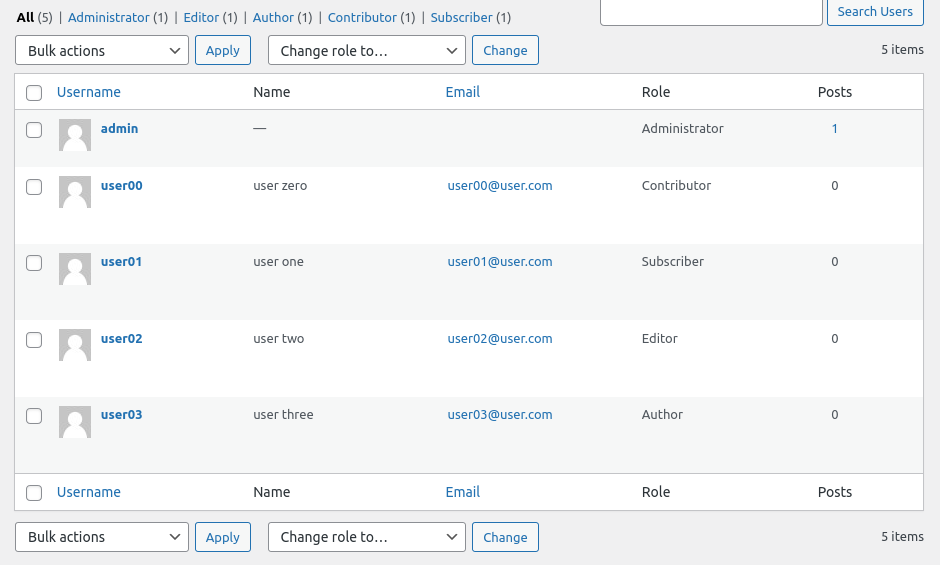 All (5) | Administrator (1) | Editor (1) | Author (1) | Contributor (1) | Subscriber (1) Search Users
Bulk actions Apply Change role to… Change 5 items
Username Name Email Role Posts
admin — Administrator 1
user00 user zero user00@user.com Contributor 0
user01 user one user01@user.com Subscriber 0
user02 user two user02@user.com Editor 0
user03 user three user03@user.com Author 0
Username Name Email Role Posts
Bulk actions Apply Change role to… Change 5 items